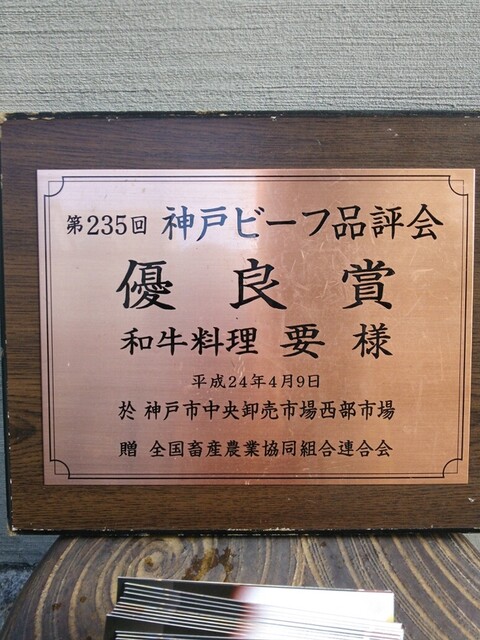 第235回 神戸ビーフ品評会
優良賞
和牛料理 要 様
平成24年4月9日
於 神戸市中央卸売市場西部市場
贈 全国畜産農業協同組合連合会